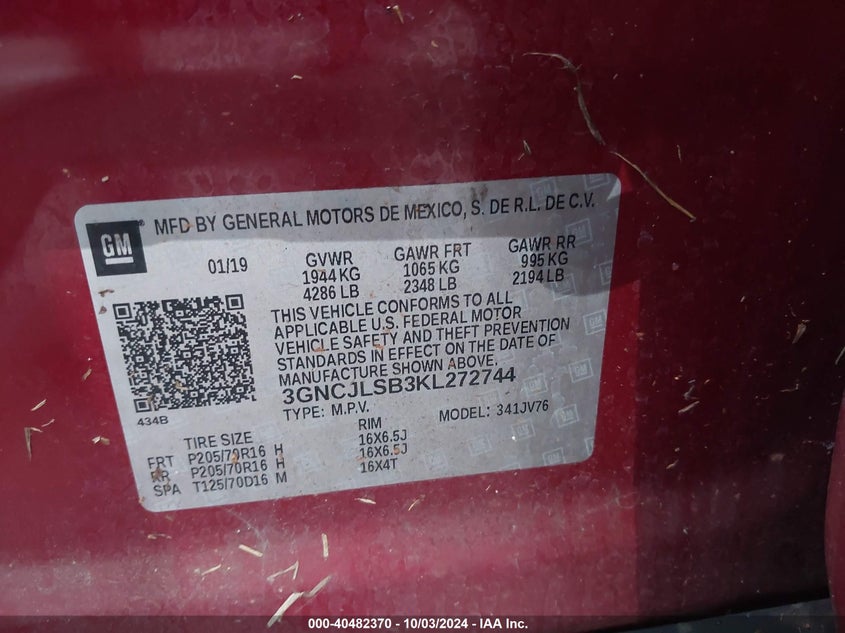 GM
MFD BY GENERAL MOTORS DE MEXICO, S. DE R.L. DE C.V.
01/19 GVWR GAWR FRT GAWR RR
1944 KG 1065 KG 995 KG
4286 LB 2348 LB 2194 LB
THIS VEHICLE CONFORMS TO ALL
APPLICABLE U.S. FEDERAL MOTOR
VEHICLE SAFETY AND THEFT PREVENTION
STANDARDS IN EFFECT ON THE DATE OF
MANUFACTURE SHOWN ABOVE.
3GNCJLSB3KL272744
434B
TYPE: M.P.V. MODEL: 341JV76
TIRE SIZE RIM
FRT P205/70R16 H 16X6.5J
RR P205/70R16 H 16X6.5J
SPA T125/70D16 M 16X4T
000-40482370 - 10/03/2024 - IAA Inc.